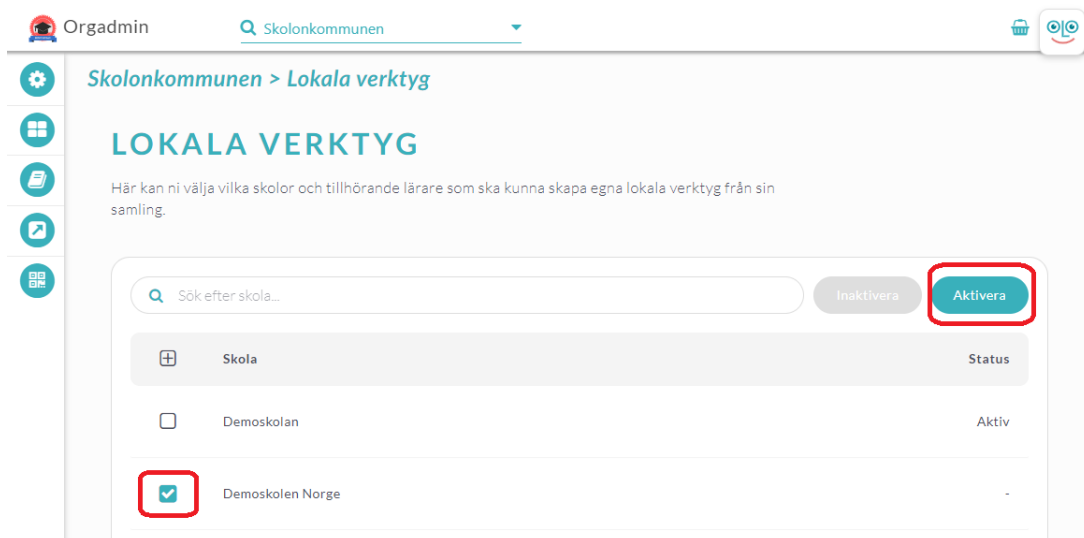 Orgadmin
Skolonkommunen
Skolonkommunen > Lokala verktyg
LOKALA VERKTYG
Här kan ni välja vilka skolor och tillhörande lärare som ska kunna skapa egna lokala verktyg från sin
samling.
Sök efter skola...
Inaktivera
Aktivera
Skola
Status
Demoskolan
Aktiv
Demoskolen Norge
-